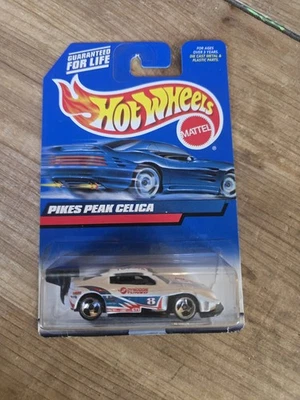 GUARANTEED
FOR LIFE
FOR AGES
OVER 3 YEARS.
DIE CAST METAL &
PLASTIC PARTS.
HOT WHEELS
®
MATTEL
PIKES PEAK CELICA
8